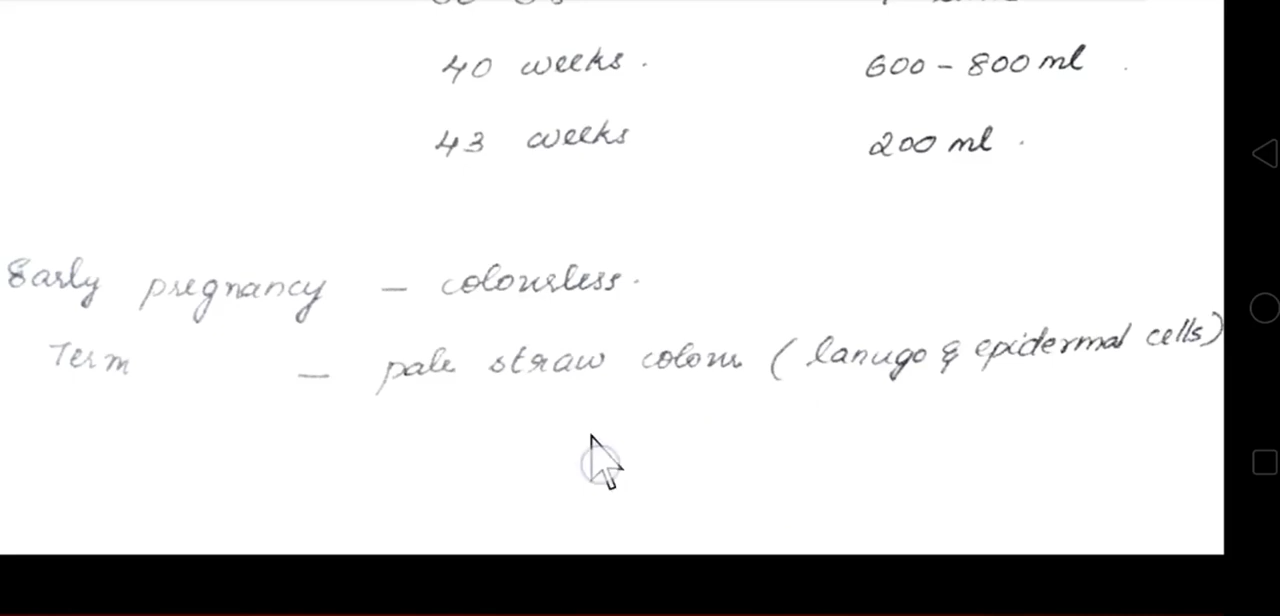 40 weeks. 600 - 800 ml.
43 weeks 200 ml.
Early pregnancy - colourless.
Term - pale straw colour (lanugo & epidermal cells)